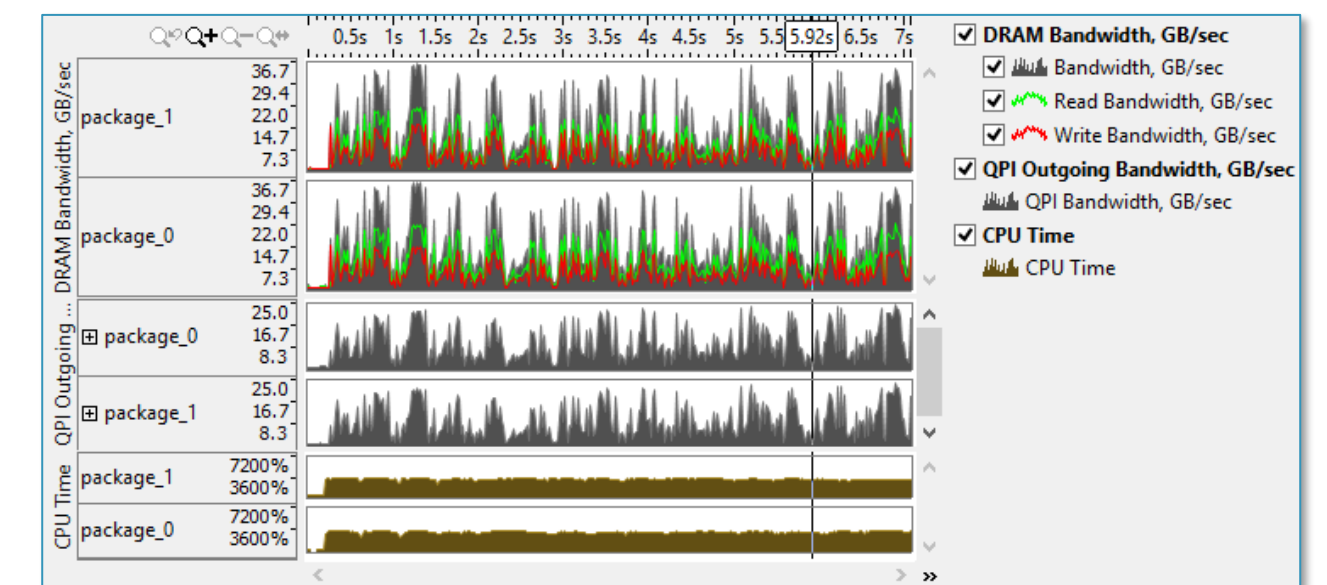 0.5s 1s 1.5s 2s 2.5s 3s 3.5s 4s 4.5s 5s 5.5 5.92s 6.5s 7s
DRAM Bandwidth, GB/sec
package_1
36.7
29.4
22.0
14.7
7.3
package_0
36.7
29.4
22.0
14.7
7.3
QPI Outgoing ...
package_0
25.0
16.7
8.3
package_1
25.0
16.7
8.3
CPU Time
package_1
7200%
3600%
package_0
7200%
3600%
DRAM Bandwidth, GB/sec
Bandwidth, GB/sec
Read Bandwidth, GB/sec
Write Bandwidth, GB/sec
QPI Outgoing Bandwidth, GB/sec
QPI Bandwidth, GB/sec
CPU Time
CPU Time